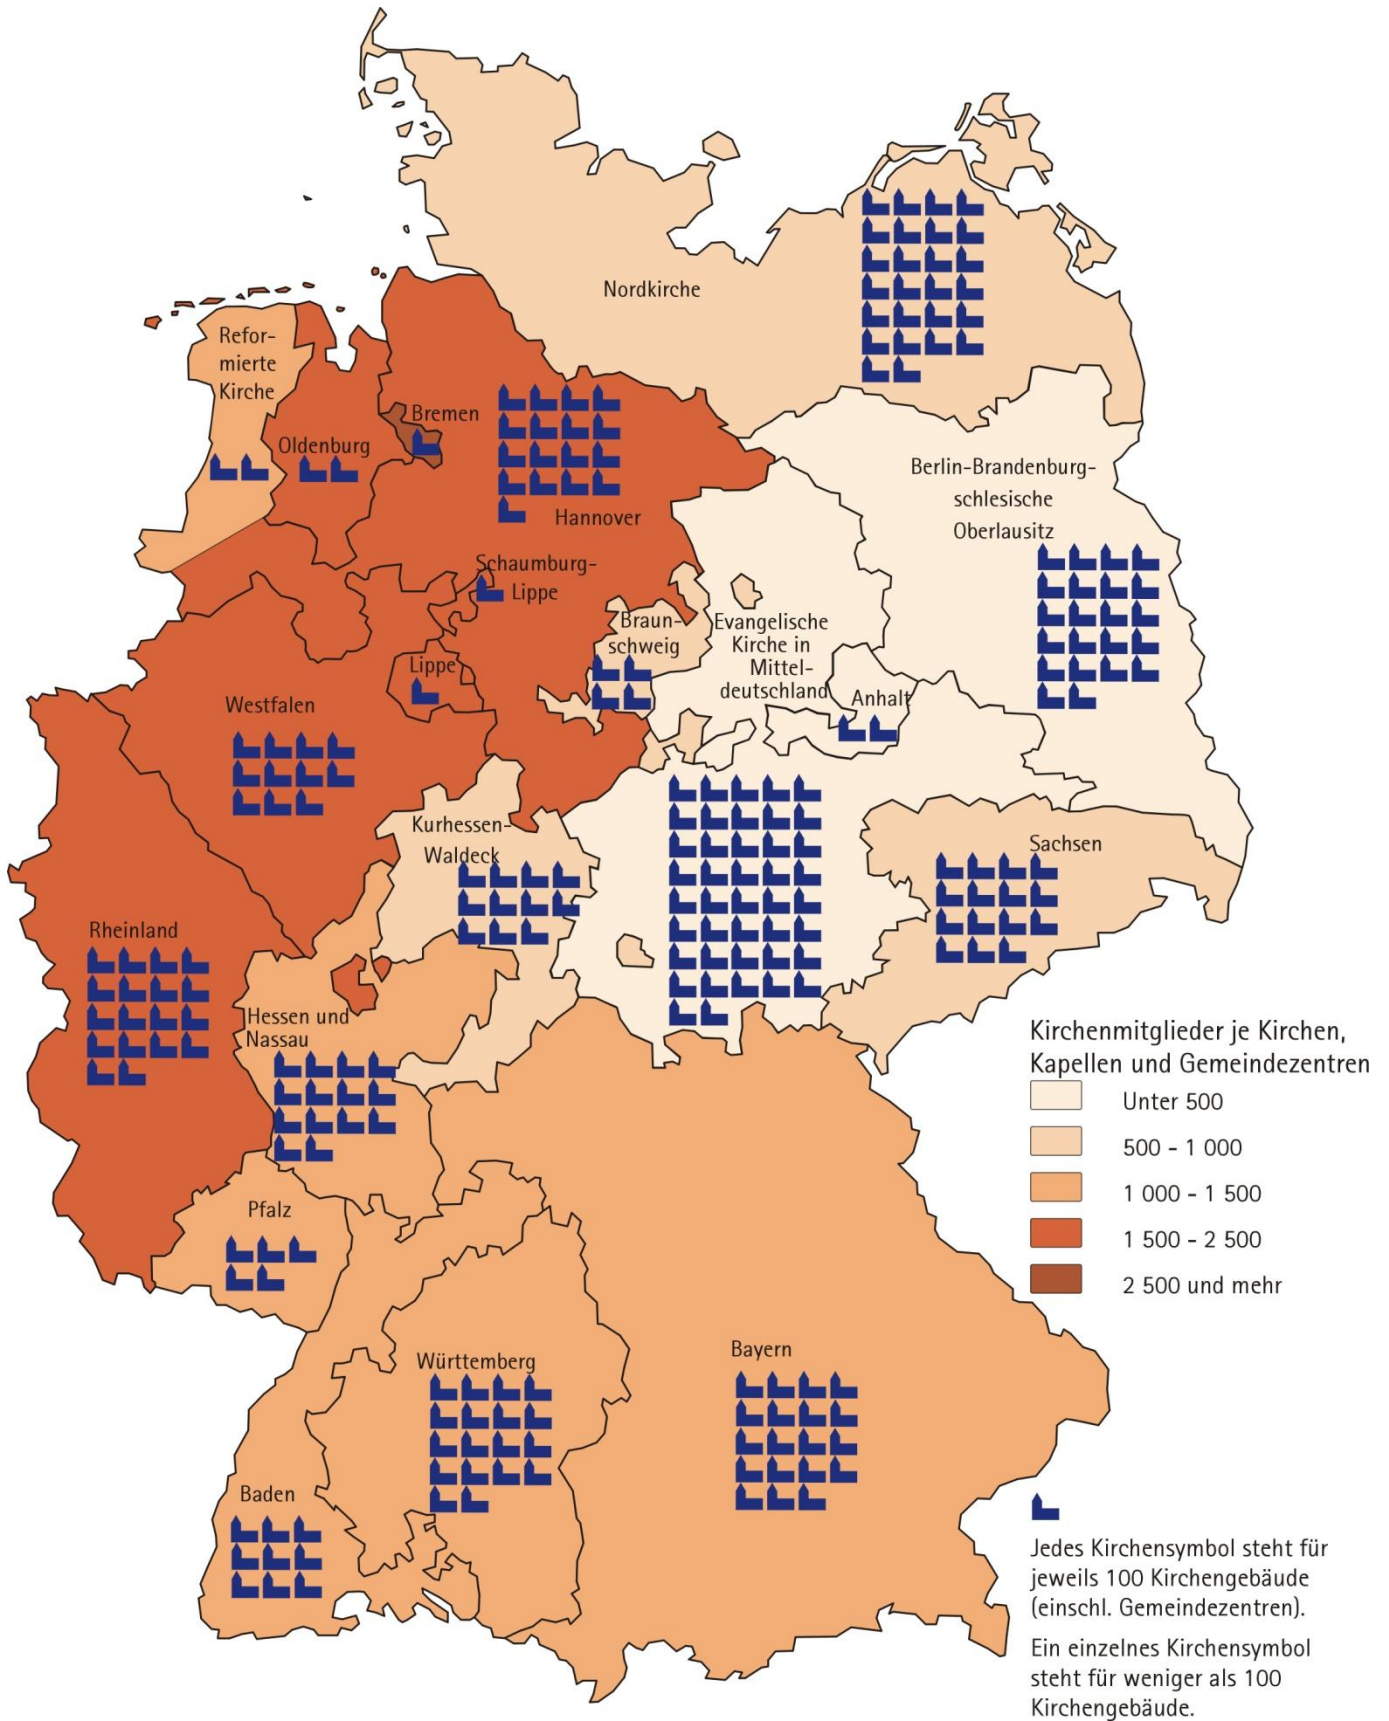 Nordkirche
Refor-
mierte
Kirche
Bremen
Oldenburg
Hannover
Berlin-Brandenburg-
schlesische
Oberlausitz
Schaumburg-
Lippe
Braun-
schweig
Evangelische
Kirche in
Mittel-
deutschland
Lippe
Anhalt
Westfalen
Kurhessen-
Waldeck
Sachsen
Rheinland
Hessen und
Nassau
Pfalz
Württemberg
Bayern
Baden
Kirchenmitglieder je Kirchen,
Kapellen und Gemeindezentren
Unter 500
500 - 1 000
1 000 - 1 500
1 500 - 2 500
2 500 und mehr
Jedes Kirchensymbol steht für
jeweils 100 Kirchengebäude
(einschl. Gemeindezentren).
Ein einzelnes Kirchensymbol
steht für weniger als 100
Kirchengebäude.